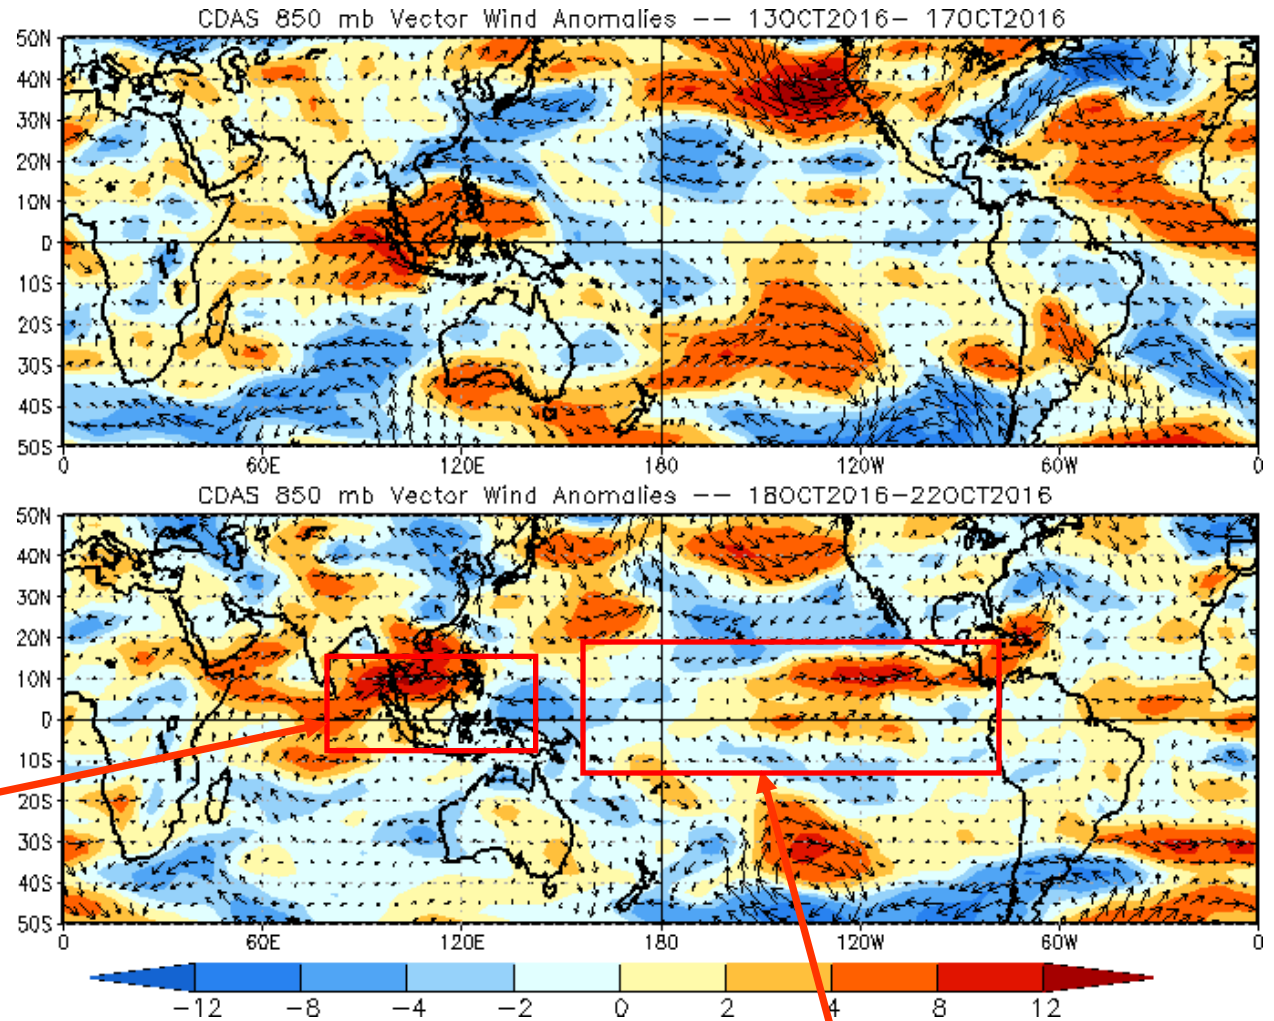 CDAS 850 mb Vector Wind Anomalies -- 13OCT2016- 17OCT2016
50N
40N
30N
20N
10N
0
10S
20S
30S
40S
50S
0 60E 120E 180 120W 60W 0
CDAS 850 mb Vector Wind Anomalies -- 18OCT2016-22OCT2016
50N
40N
30N
20N
10N
0
10S
20S
30S
40S
50S
0 60E 120E 180 120W 60W 0
-12 -8 -4 -2 0 2 4 8 12